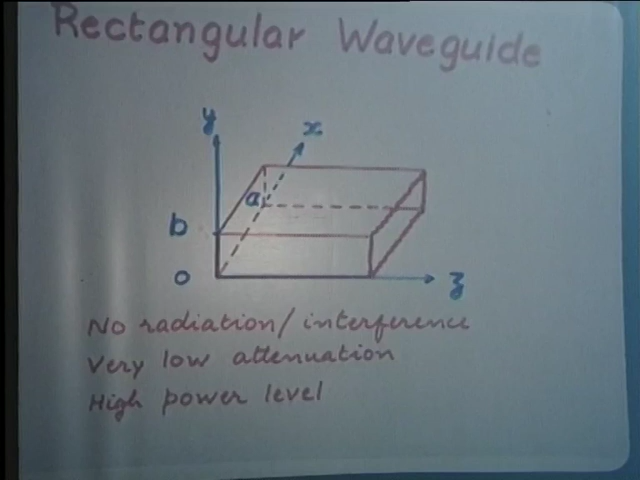 Rectangular Waveguide
y
x
a
b
o
z
No radiation/interference
Very low attenuation
High power level